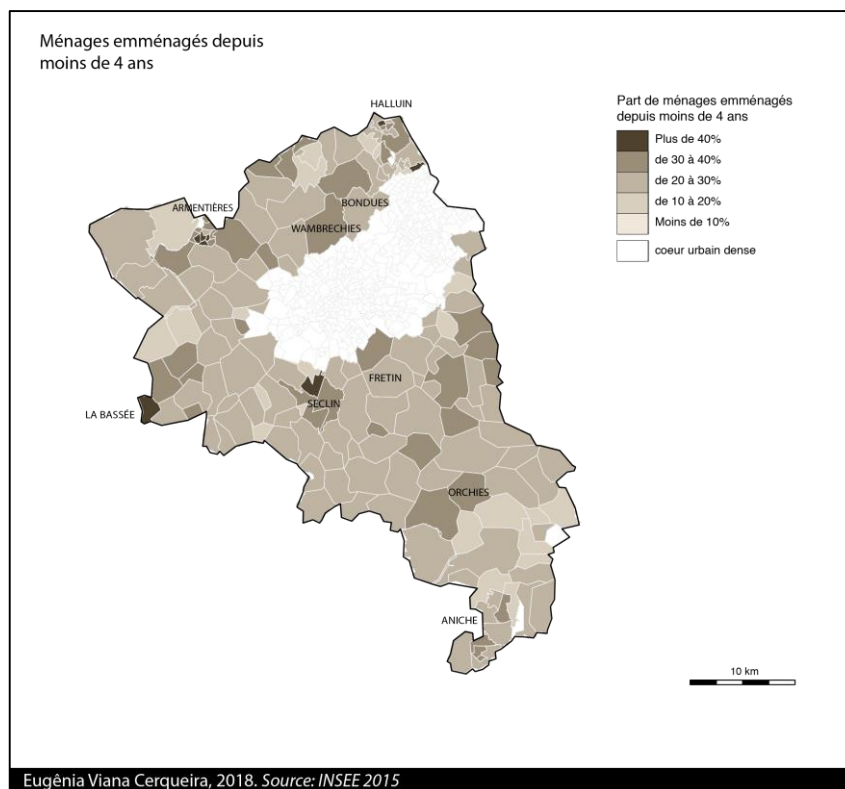 Ménages emménagés depuis
moins de 4 ans
HALLUIN
Part de ménages emménagés
depuis moins de 4 ans
Plus de 40%
de 30 à 40%
de 20 à 30%
de 10 à 20%
Moins de 10%
coeur urbain dense
ARMENTIÈRES
BONDUES
WAMBRECHIES
FRETIN
SECLIN
LA BASSÉE
ORCHIES
ANICHE
10 km
Eugênia Viana Cerqueira, 2018. Source: INSEE 2015